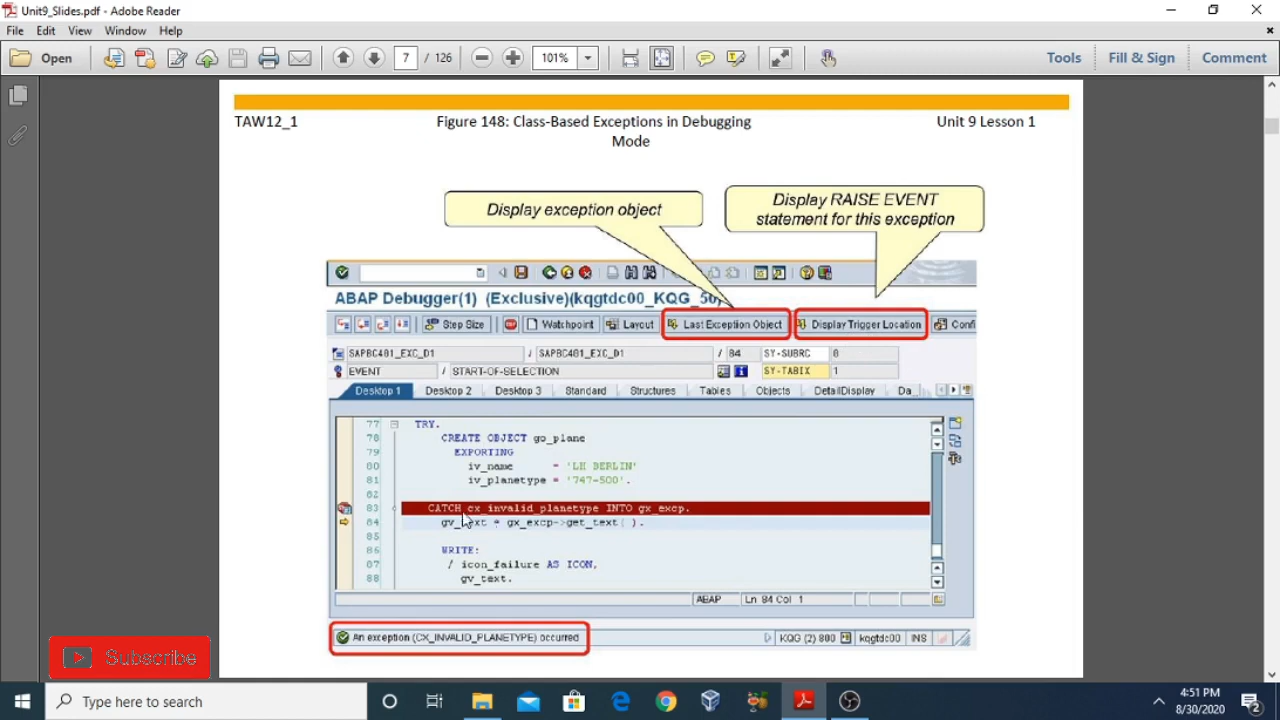 Unit9_Slides.pdf - Adobe Reader
File Edit View Window Help
Open 7 / 126 101% Tools Fill & Sign Comment
TAW12_1 Figure 148: Class-Based Exceptions in Debugging Mode Unit 9 Lesson 1
Display exception object
Display RAISE EVENT
statement for this exception
ABAP Debugger(1) (Exclusive)(kqgtdc00_KQG_50)
Step Size Watchpoint Layout Last Exception Object Display Trigger Location Confi
SAPBC401_EXC_D1 / SAPBC401_EXC_D1 / 84 SY-SUBRC 0
EVENT / START-OF-SELECTION SY-TABIX 1
Desktop 1 Desktop 2 Desktop 3 Standard Structures Tables Objects DetailDisplay Da...
77 TRY.
78 CREATE OBJECT go_plane
79 EXPORTING
80 iv_name = 'LH BERLIN'
81 iv_planetype = '747-500'.
82
83 CATCH cx_invalid_planetype INTO gx_excp.
84 gv_text = gx_excp->get_text( ).
85
86 WRITE:
87 / icon_failure AS ICON,
88 gv_text.
ABAP Ln 84 Col 1
An exception (CX_INVALID_PLANETYPE) occurred KQG (2) 800 kqgtdc00 INS
Subscribe
Type here to search
4:51 PM
8/30/2020
2